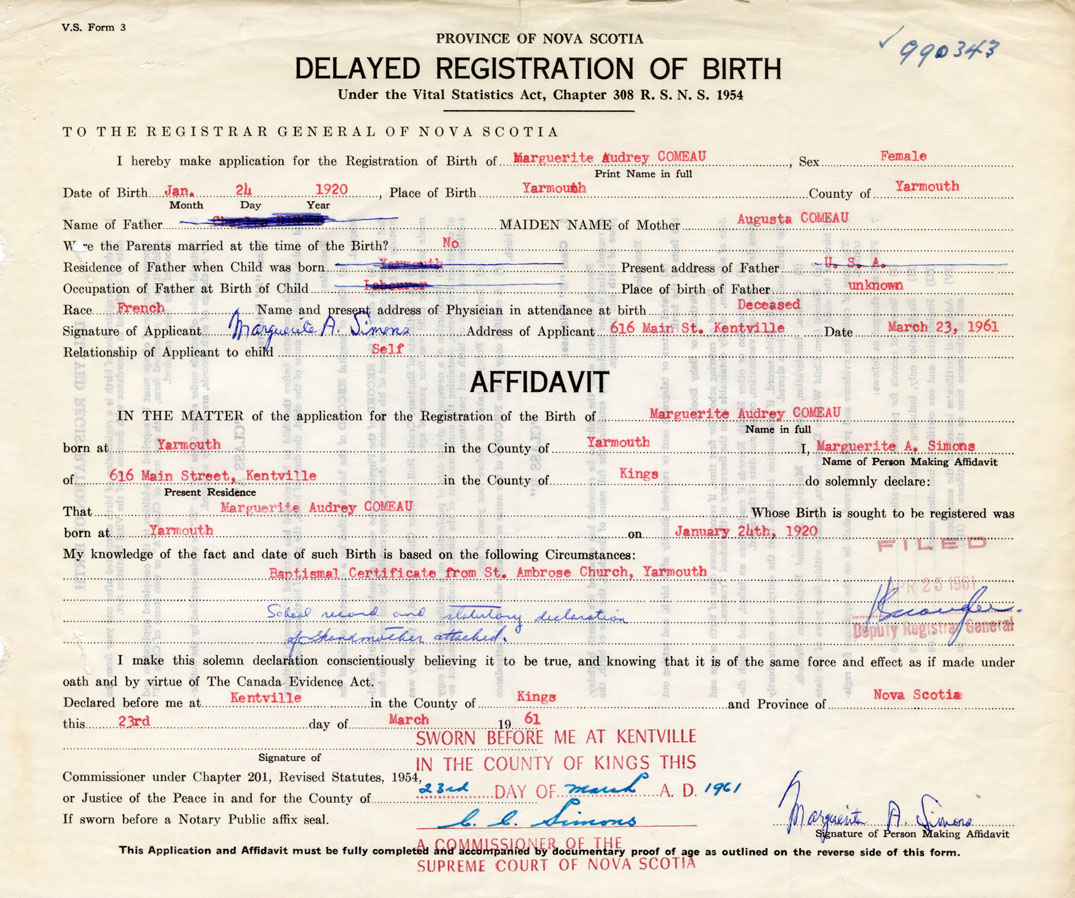 V.S. Form 3
PROVINCE OF NOVA SCOTIA
✓990343
DELAYED REGISTRATION OF BIRTH
Under the Vital Statistics Act, Chapter 308 R. S. N. S. 1954
TO THE REGISTRAR GENERAL OF NOVA SCOTIA
I hereby make application for the Registration of Birth of Marguerite Audrey COMEAU, Sex Female
Print Name in full
Date of Birth Jan. 24 1920, Place of Birth Yarmouth County of Yarmouth
Month Day Year
Name of Father MAIDEN NAME of Mother Augusta COMEAU
Were the Parents married at the time of the Birth? No
Residence of Father when Child was born Yarmouth Present address of Father U. S. A.
Occupation of Father at Birth of Child Labourer Place of birth of Father unknown
Race French Name and present address of Physician in attendance at birth Deceased
Signature of Applicant Marguerite A. Simons Address of Applicant 616 Main St. Kentville Date March 23, 1961
Relationship of Applicant to child Self
AFFIDAVIT
IN THE MATTER of the application for the Registration of the Birth of Marguerite Audrey COMEAU
Name in full
born at Yarmouth in the County of Yarmouth I, Marguerite A. Simons
Name of Person Making Affidavit
of 616 Main Street, Kentville in the County of Kings do solemnly declare:
Present Residence
That Marguerite Audrey COMEAU Whose Birth is sought to be registered was
born at Yarmouth on January 24th, 1920
My knowledge of the fact and date of such Birth is based on the following Circumstances:
FILED
Baptismal Certificate from St. Ambrose Church, Yarmouth
APR 25 1961
School record and statutory declaration
of Grandmother attached.
Deputy Registrar General
I make this solemn declaration conscientiously believing it to be true, and knowing that it is of the same force and effect as if made under
oath and by virtue of The Canada Evidence Act.
Declared before me at Kentville in the County of Kings and Province of Nova Scotia
this 23rd day of March 19 61
SWORN BEFORE ME AT KENTVILLE
Signature of
IN THE COUNTY OF KINGS THIS
Commissioner under Chapter 201, Revised Statutes, 1954,
23rd DAY OF March A. D. 1961
or Justice of the Peace in and for the County of
If sworn before a Notary Public affix seal.
C. C. Simons
Marguerite A. Simons
Signature of Person Making Affidavit
A COMMISSIONER OF THE
This Application and Affidavit must be fully completed and accompanied by documentary proof of age as outlined on the reverse side of this form.
SUPREME COURT OF NOVA SCOTIA